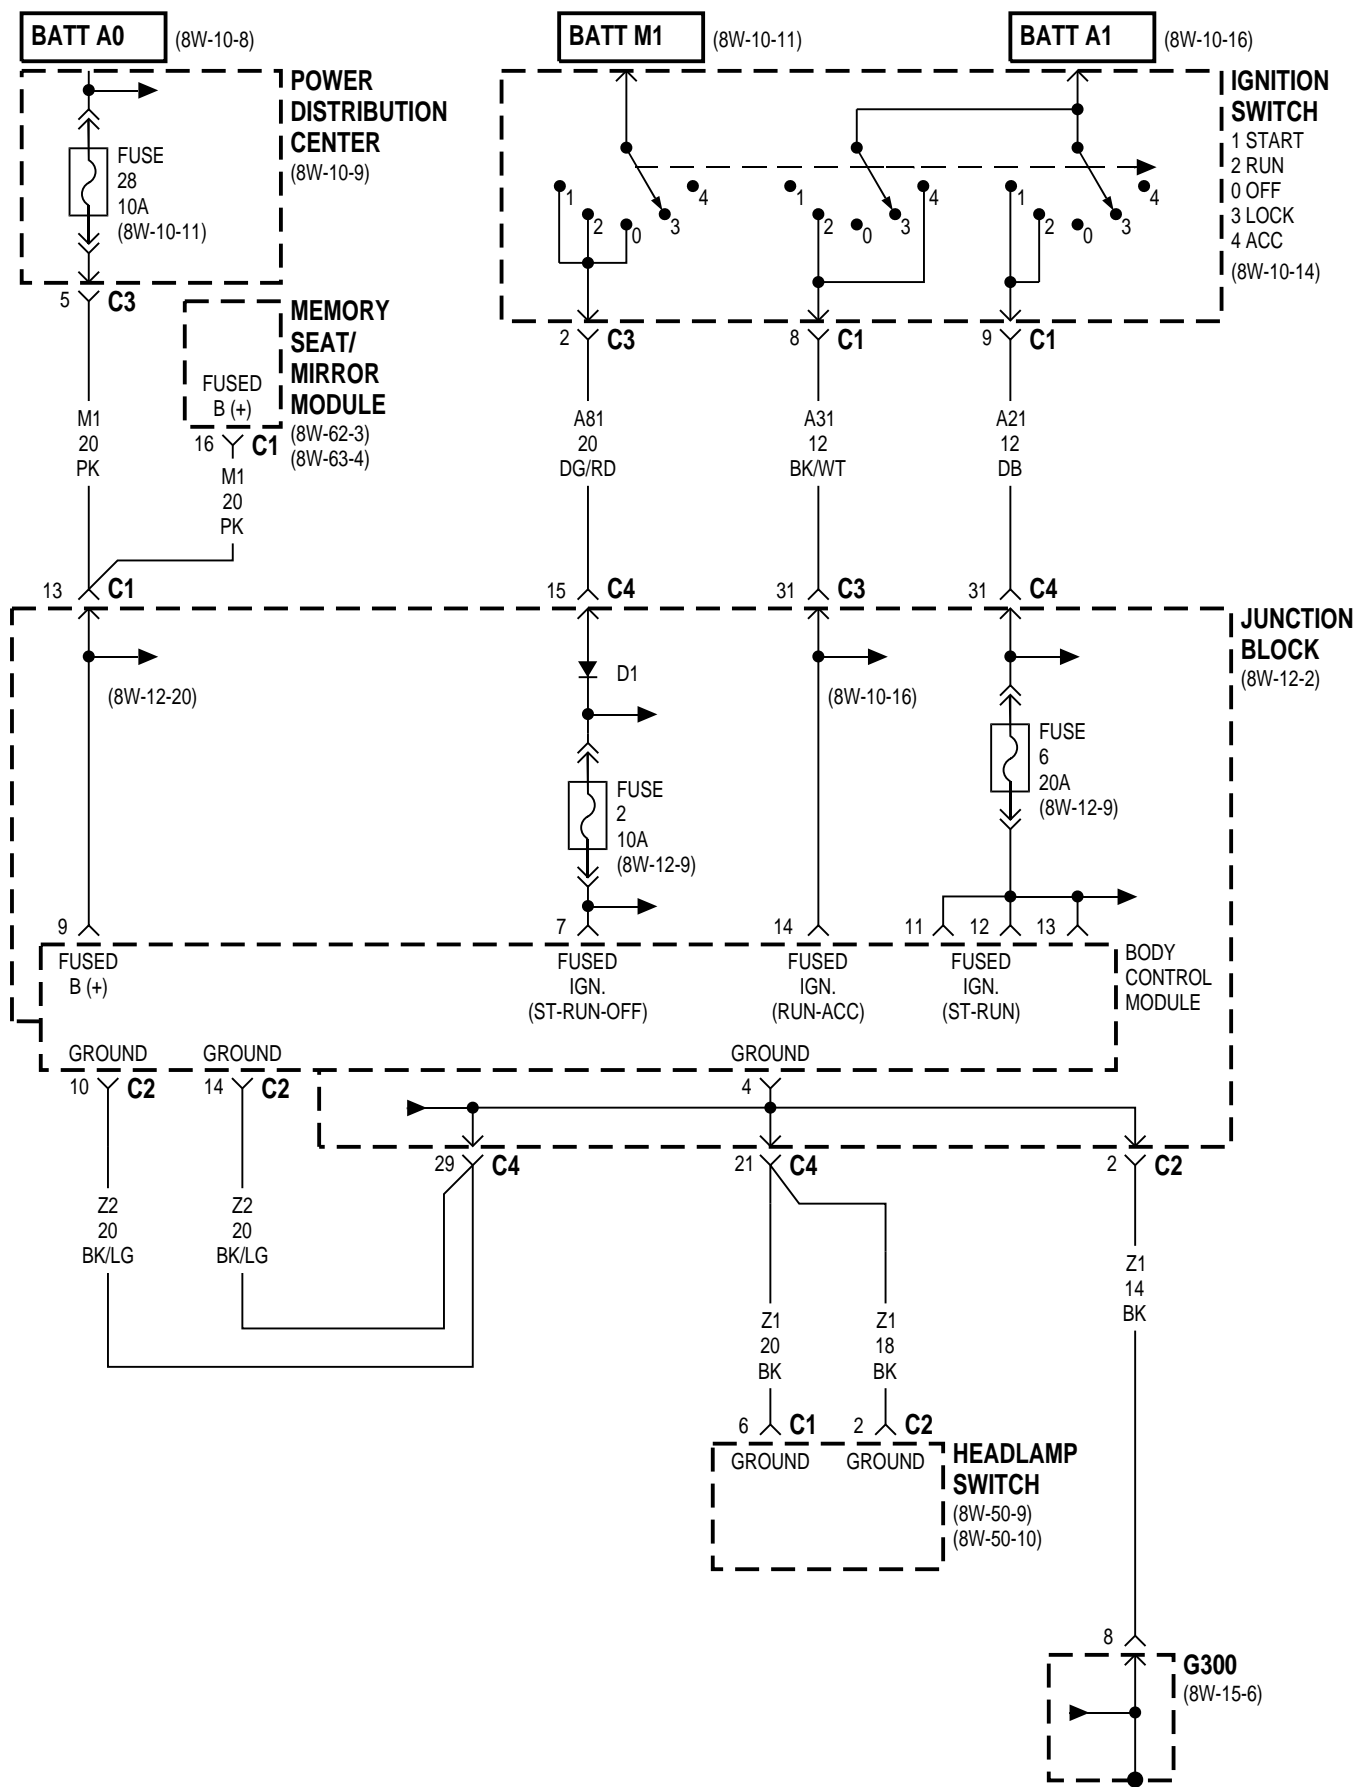 BATT A0
(8W-10-8)
BATT M1
(8W-10-11)
BATT A1
(8W-10-16)
POWER
DISTRIBUTION
CENTER
(8W-10-9)
FUSE
28
10A
(8W-10-11)
IGNITION
SWITCH
1 START
2 RUN
0 OFF
3 LOCK
4 ACC
(8W-10-14)
1
2
0
3
4
1
2
0
3
4
1
2
0
3
4
5 C3
MEMORY
SEAT/
MIRROR
MODULE
(8W-62-3)
(8W-63-4)
FUSED
B (+)
16 C1
2 C3
8 C1
9 C1
M1
20
PK
M1
20
PK
A81
20
DG/RD
A31
12
BK/WT
A21
12
DB
13 C1
15 C4
31 C3
31 C4
JUNCTION
BLOCK
(8W-12-2)
(8W-12-20)
D1
(8W-10-16)
FUSE
2
10A
(8W-12-9)
FUSE
6
20A
(8W-12-9)
9
7
14
11
12
13
FUSED
B (+)
FUSED
IGN.
(ST-RUN-OFF)
FUSED
IGN.
(RUN-ACC)
FUSED
IGN.
(ST-RUN)
BODY
CONTROL
MODULE
GROUND
GROUND
GROUND
10 C2
14 C2
4
29 C4
21 C4
2 C2
Z2
20
BK/LG
Z2
20
BK/LG
Z1
20
BK
Z1
18
BK
Z1
14
BK
6 C1
2 C2
GROUND
GROUND
HEADLAMP
SWITCH
(8W-50-9)
(8W-50-10)
8
G300
(8W-15-6)